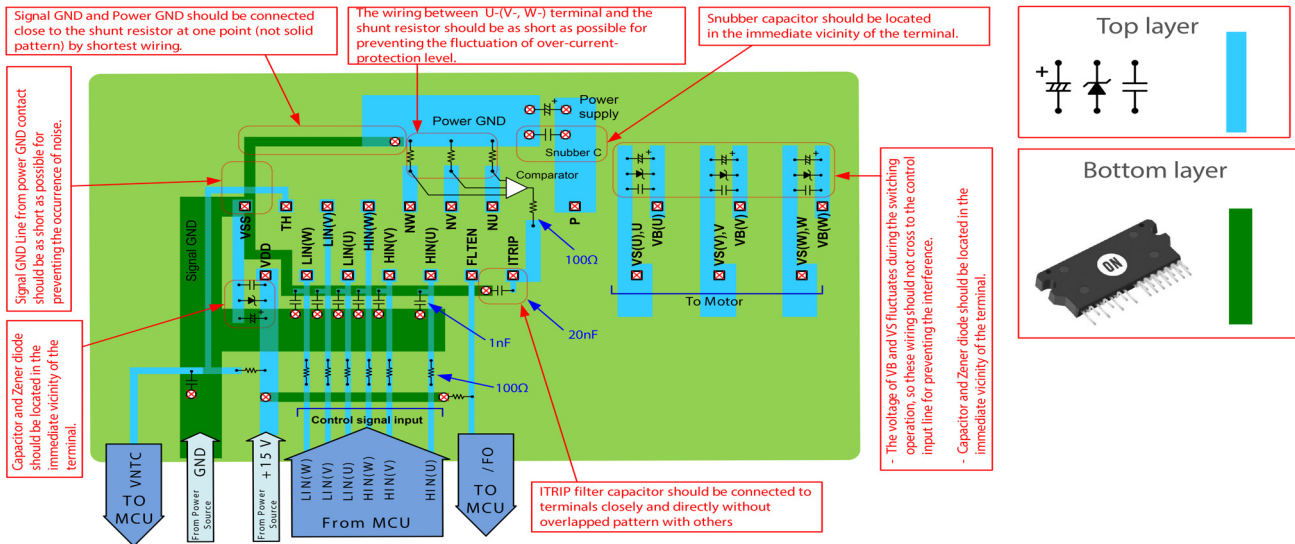 Signal GND and Power GND should be connected
close to the shunt resistor at one point (not solid
pattern) by shortest wiring.
The wiring between U-(V-, W-) terminal and the
shunt resistor should be as short as possible for
preventing the fluctuation of over-current-
protection level.
Snubber capacitor should be located
in the immediate vicinity of the terminal.
Top layer
+
Bottom layer
ON
Signal GND Line from power GND contact
should be as short as possible for
preventing the occurrence of noise.
Capacitor and Zener diode
should be located in the
immediate vicinity of the
terminal.
Power GND
+
Power
supply
Snubber C
Comparator
+
+
+
VSS
TH
LIN(V)
HIN(W)
NW
NV
NU
P
VB(U)
VB(V)
VB(W)
Signal GND
VDD
LIN(W)
LIN(U)
HIN(V)
HIN(U)
FLTEN
ITRIP
VS(U),U
VS(V),V
VS(W),W
100Ω
To Motor
+
1nF
20nF
100Ω
Control signal input
VNTC
TO
MCU
From Power
Source
GND
From Power
Source
+15 V
LIN(W)
LIN(V)
LIN(U)
HIN(W)
HIN(V)
HIN(U)
From MCU
/FO
TO
MCU
ITRIP filter capacitor should be connected to
terminals closely and directly without
overlapped pattern with others
- The voltage of VB and VS fluctuates during the switching
operation, so these wiring should not cross to the control
input line for preventing the interference.
- Capacitor and Zener diode should be located in the
immediate vicinity of the terminal.